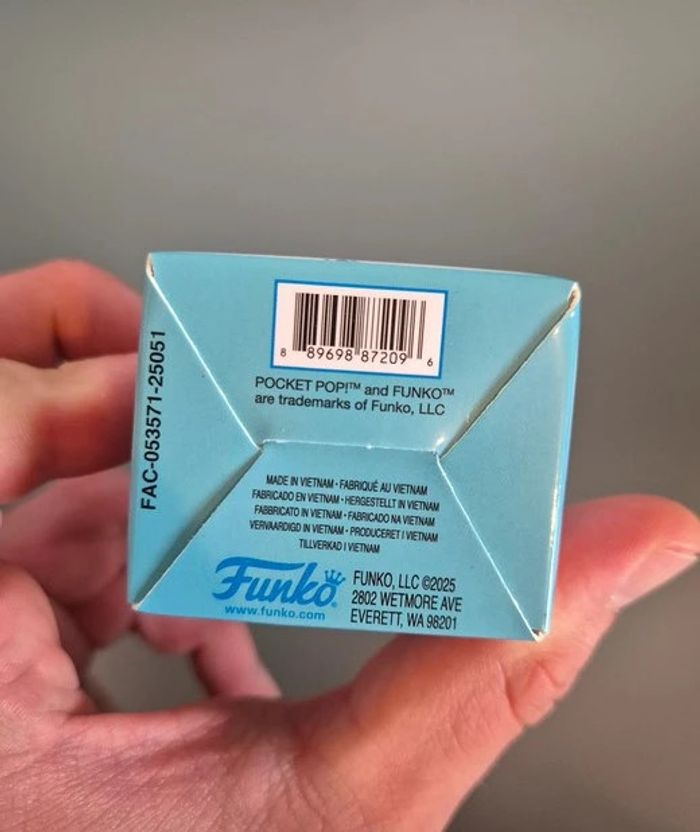 8 89698 87209 6
POCKET POP!™ and FUNKO™
are trademarks of Funko, LLC
FAC-053571-25051
MADE IN VIETNAM • FABRIQUÉ AU VIETNAM
FABRICADO EN VIETNAM • HERGESTELLT IN VIETNAM
FABBRICATO IN VIETNAM • FABRICADO NA VIETNAM
VERVAARDIGD IN VIETNAM • PRODUCERET I VIETNAM
TILLVERKAD I VIETNAM
Funko®
www.funko.com
FUNKO, LLC ©2025
2802 WETMORE AVE
EVERETT, WA 98201